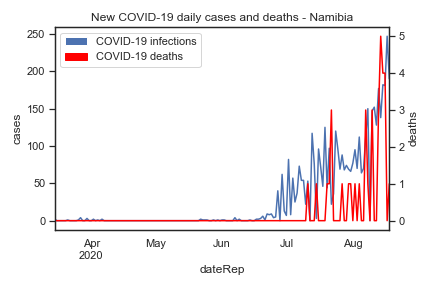 New COVID-19 daily cases and deaths - Namibia
COVID-19 infections
COVID-19 deaths
cases
250
200
150
100
50
0
deaths
5
4
3
2
1
0
Apr
2020
May
Jun
Jul
Aug
dateRep